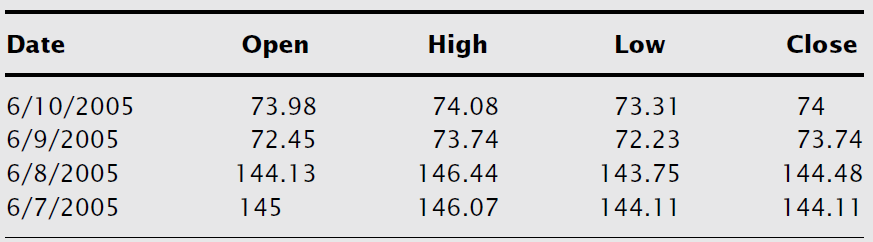 Date Open High Low Close
6/10/2005 73.98 74.08 73.31 74
6/9/2005 72.45 73.74 72.23 73.74
6/8/2005 144.13 146.44 143.75 144.48
6/7/2005 145 146.07 144.11 144.11